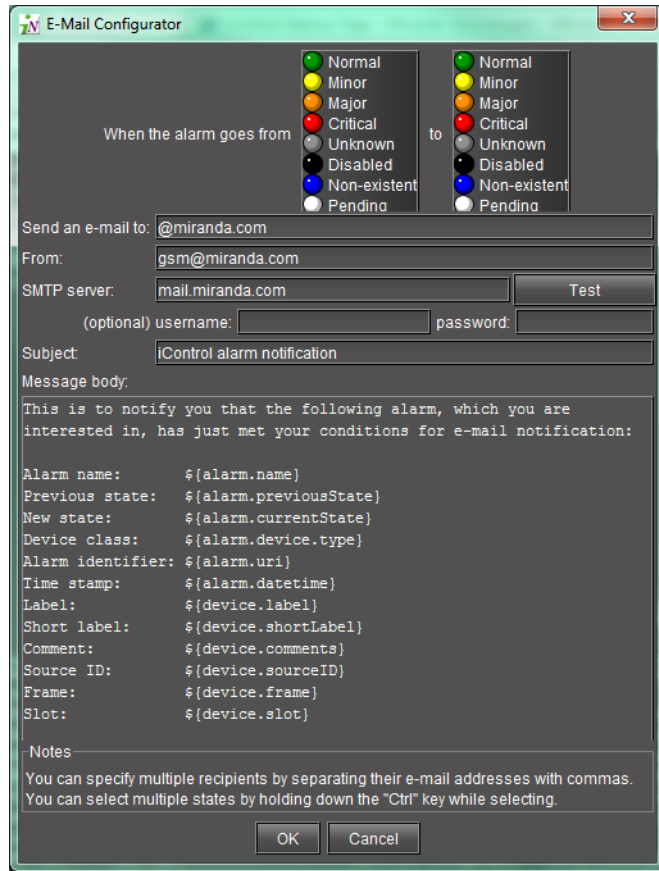 E-Mail Configurator
Normal Normal
Minor Minor
Major Major
Critical Critical
When the alarm goes from to
Unknown Unknown
Disabled Disabled
Non-existent Non-existent
Pending Pending
Send an e-mail to: @miranda.com
From: gsm@miranda.com
SMTP server: mail.miranda.com Test
(optional) username: password:
Subject: iControl alarm notification
Message body:
This is to notify you that the following alarm, which you are
interested in, has just met your conditions for e-mail notification:
Alarm name: ${alarm.name}
Previous state: ${alarm.previousState}
New state: ${alarm.currentState}
Device class: ${alarm.device.type}
Alarm identifier: ${alarm.uri}
Time stamp: ${alarm.datetime}
Label: ${device.label}
Short label: ${device.shortLabel}
Comment: ${device.comments}
Source ID: ${device.sourceID}
Frame: ${device.frame}
Slot: ${device.slot}
Notes
You can specify multiple recipients by separating their e-mail addresses with commas.
You can select multiple states by holding down the "Ctrl" key while selecting.
OK Cancel